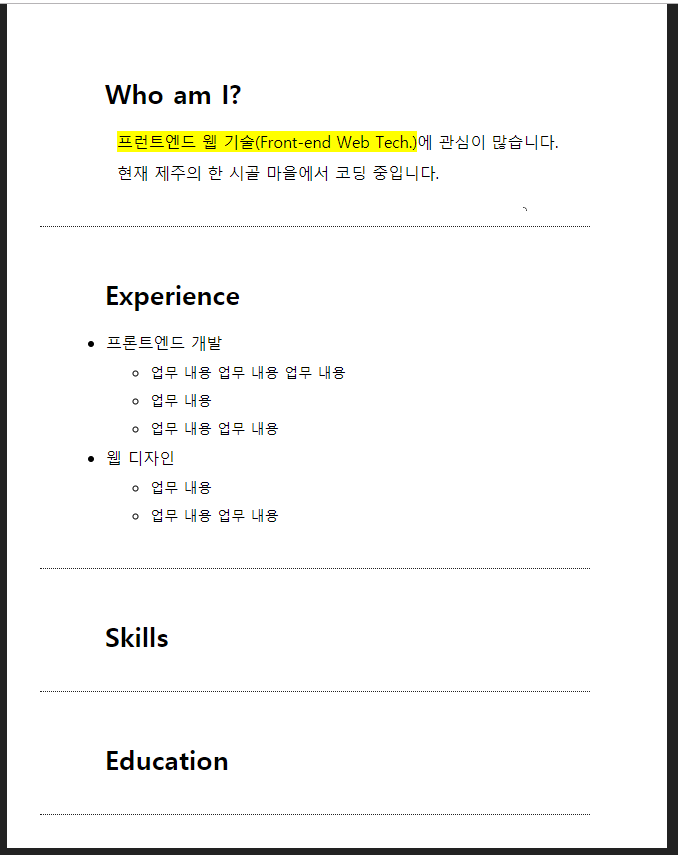 Who am I?
프런트엔드 웹 기술(Front-end Web Tech.)에 관심이 많습니다.
현재 제주의 한 시골 마을에서 코딩 중입니다.
Experience
프론트엔드 개발
업무 내용 업무 내용 업무 내용
업무 내용
업무 내용 업무 내용
웹 디자인
업무 내용
업무 내용 업무 내용
Skills
Education